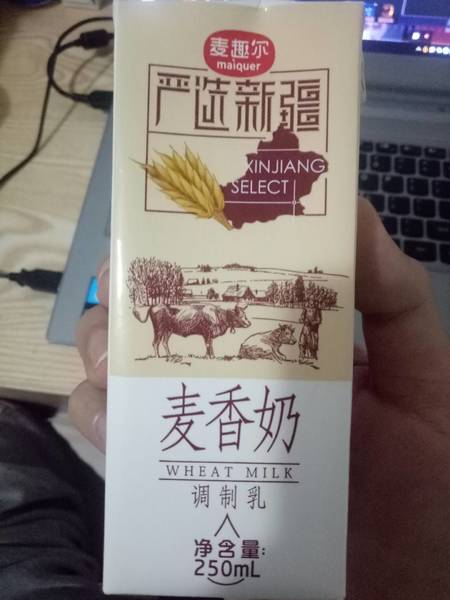 麦趣尔
maiquer
严选新疆
XINJIANG
SELECT
麦香奶
WHEAT MILK
调制乳
净含量:
250mL